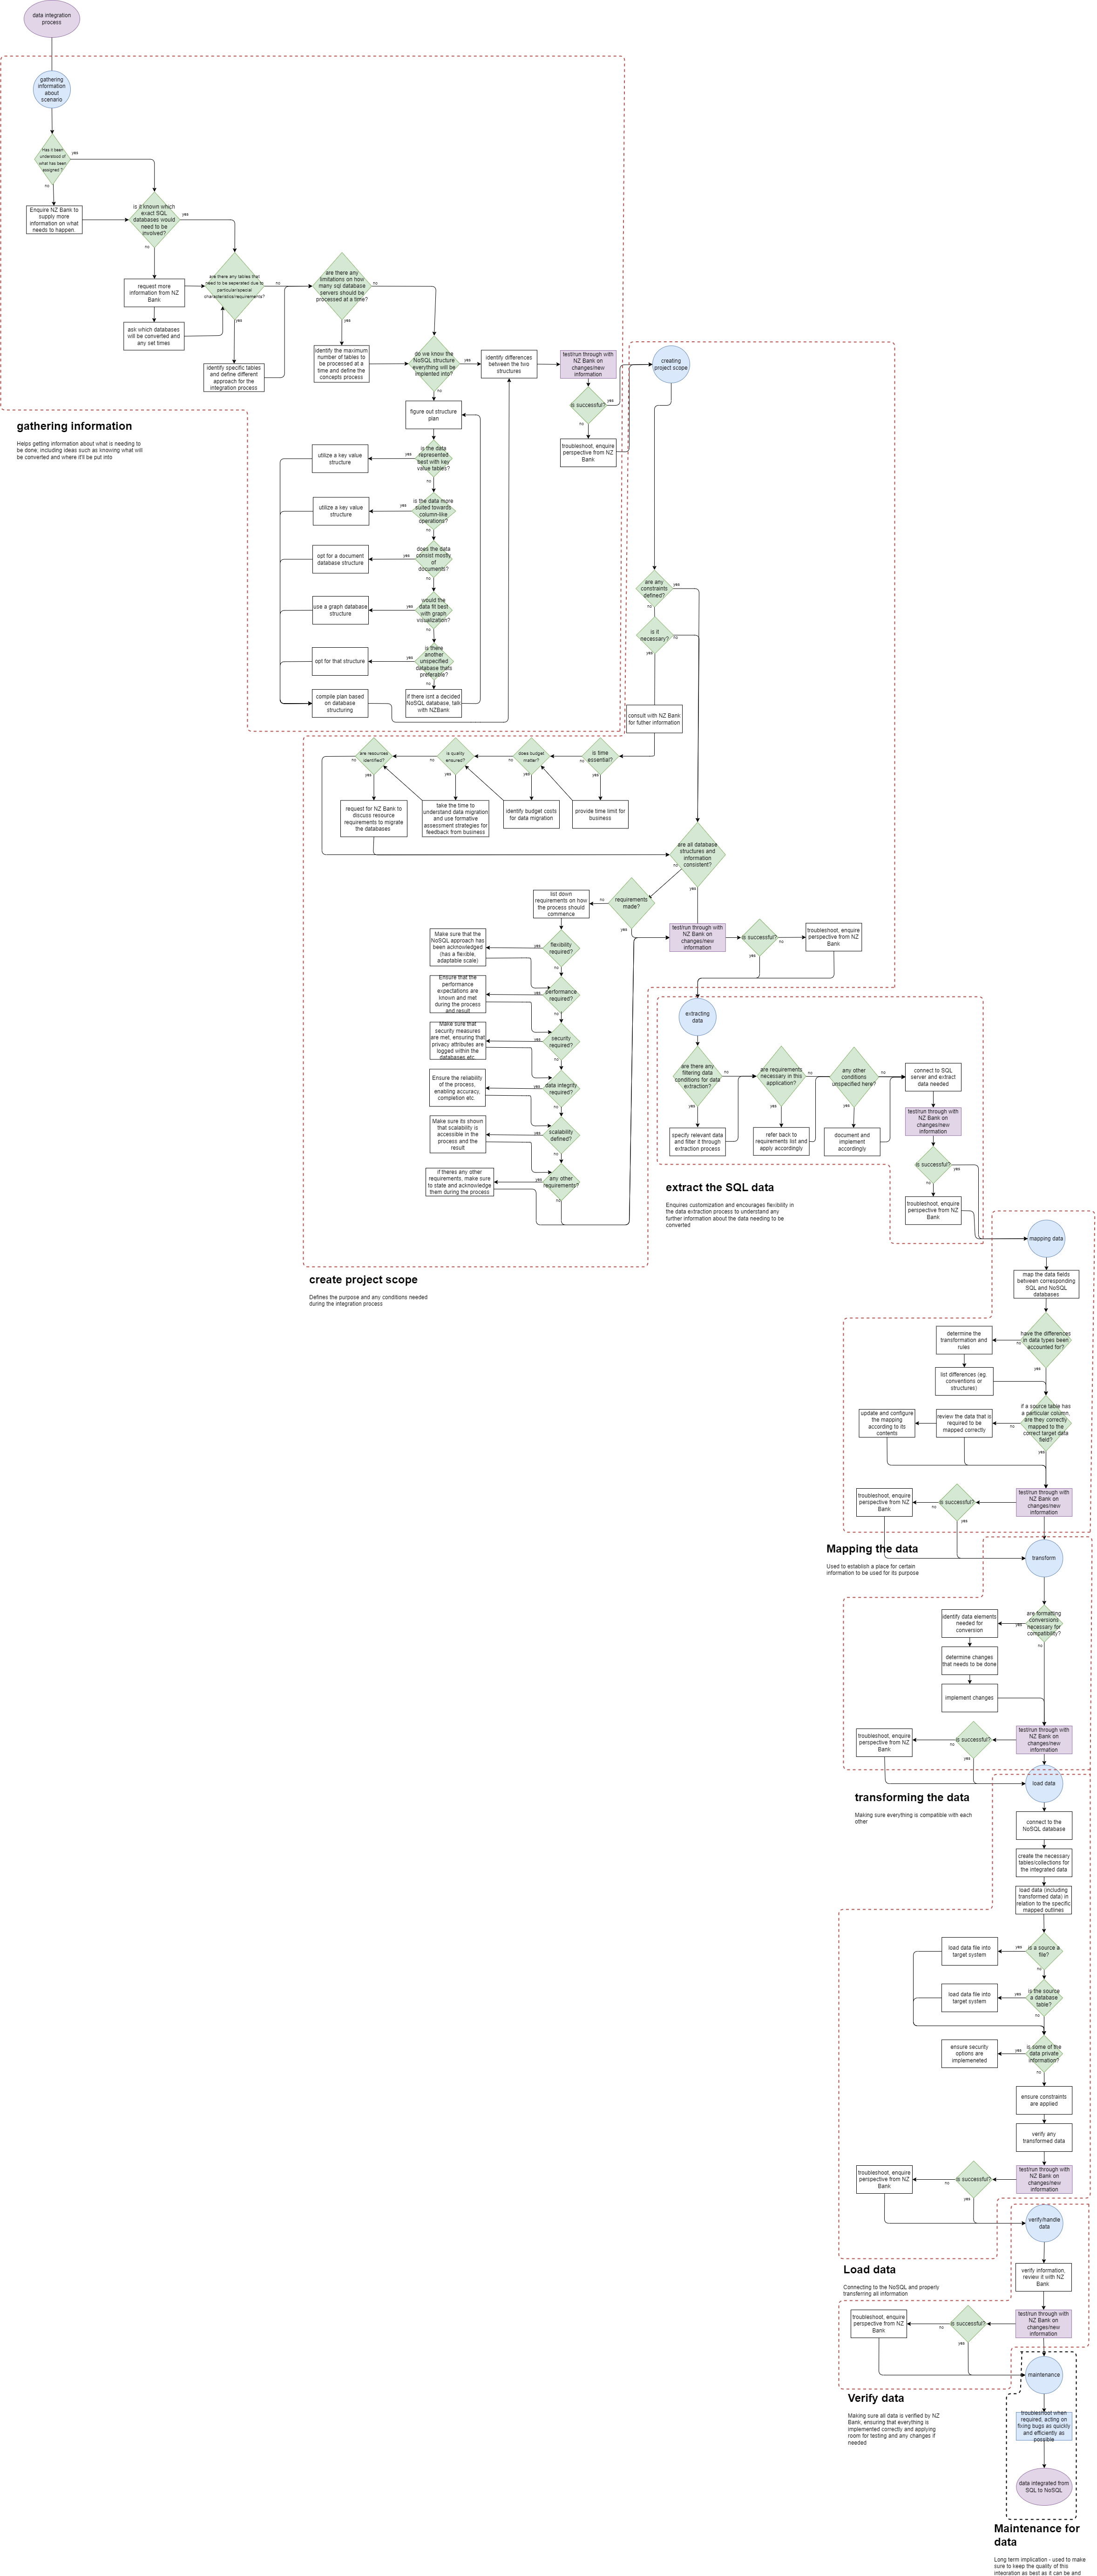 data integration
process
gathering
information
about
scenario
Has it been
understood of
what has been
assigned ?
yes
no
Enquire NZ Bank to
supply more
information on what
needs to happen.
is it known which
exact SQL
databases would
need to be
involved?
yes
no
request more
information from NZ
Bank
ask which databases
will be converted and
any set times
are there any tables that
need to be seperated due to
particular/special
characteristics/requirements?
no
yes
identify specific tables
and define different
approach for the
integration process
are there any
limitations on how
many sql database
servers should be
processed at a time?
no
yes
identify the maximum
number of tables to
be processed at a
time and define the
concepts process
do we know the
NoSQL structure
everything will be
implented into?
yes
no
identify differences
between the two
structures
test/run through with
NZ Bank on
changes/new
information
is successful?
yes
no
troubleshoot, enquire
perspective from NZ
Bank
figure out structure
plan
is the data
represented
best with key
value tables?
yes
no
utilize a key value
structure
is the data more
suited towards
column-like
operations?
yes
no
utilize a key value
structure
does the data
consist mostly
of
documents?
yes
no
opt for a document
database structure
would the
data fit best
with graph
visualization?
yes
no
use a graph database
structure
is there
another
unspecified
database thats
preferable?
yes
no
opt for that structure
compile plan based
on database
structuring
if there isnt a decided
NoSQL database, talk
with NZBank
gathering information
Helps getting information about what is needing to
be done; including ideas such as knowing what will
be converted and where it'll be put into
creating
project scope
are any
constraints
defined?
yes
no
is it
necessary?
no
yes
consult with NZ Bank
for futher information
is time
essential?
no
yes
provide time limit for
business
does budget
matter?
no
yes
identify budget costs
for data migration
is quality
ensured?
no
yes
take the time to
understand data migration
and use formative
assessment strategies for
feedback from business
are resources
identified?
no
yes
request for NZ Bank to
discuss resource
requirements to migrate
the databases
are all database
structures and
information
consistent?
no
yes
requirements
made?
no
yes
list down
requirements on how
the process should
commence
flexibility
required?
yes
no
Make sure that the
NoSQL approach has
been acknowledged
(has a flexible,
adaptable scale)
performance
required?
yes
no
Ensure that the
performance
expectations are
known and met
during the process
and result
security
required?
yes
no
Make sure that
security measures
are met, ensuring that
privacy attributes are
logged within the
databases etc.
data integrity
required?
yes
no
Ensure the reliability
of the process,
enabling accuracy,
completion etc.
scalability
defined?
yes
no
Make sure its shown
that scalability is
accessible in the
process and the
result
any other
requirements?
yes
no
if theres any other
requirements, make sure
to state and acknowledge
them during the process
test/run through with
NZ Bank on
changes/new
information
is successful?
no
yes
troubleshoot, enquire
perspective from NZ
Bank
create project scope
Defines the purpose and any conditions needed
during the integration process
extracting
data
are there any
filtering data
conditions for data
extraction?
no
yes
specify relevant data
and filter it through
extraction process
are requirements
necessary in this
application?
no
yes
refer back to
requirements list and
apply accordingly
any other
conditions
unspecified here?
no
yes
document and
implement
accordingly
connect to SQL
server and extract
data needed
test/run through with
NZ Bank on
changes/new
information
is successful?
yes
no
troubleshoot, enquire
perspective from NZ
Bank
extract the SQL data
Enquires customization and encourages flexibility in
the data extraction process to understand any
further information about the data needing to be
converted
mapping data
map the data fields
between corresponding
SQL and NoSQL
databases
have the differences
in data types been
accounted for?
no
yes
determine the
transformation and
rules
list differences (eg.
conventions or
structures)
if a source table has
a particular column,
are they correctly
mapped to the
correct target data
field?
no
yes
review the data that is
required to be
mapped correctly
update and configure
the mapping
according to its
contents
test/run through with
NZ Bank on
changes/new
information
is successful?
no
yes
troubleshoot, enquire
perspective from NZ
Bank
Mapping the data
Used to establish a place for certain
information to be used for its purpose
transform
are formatting
conversions
necessary for
compatibility?
yes
no
identify data elements
needed for
conversion
determine changes
that needs to be done
implement changes
test/run through with
NZ Bank on
changes/new
information
is successful?
no
yes
troubleshoot, enquire
perspective from NZ
Bank
transforming the data
Making sure everything is compatible with each
other
load data
connect to the
NoSQL database
create the necessary
tables/collections for
the integrated data
load data (including
transformed data) in
relation to the specific
mapped outlines
is a source a
file?
yes
no
load data file into
target system
is the source
a database
table?
yes
no
load data file into
target system
is some of the
data private
information?
yes
no
ensure security
options are
implemeneted
ensure constraints
are applied
verify any
transformed data
test/run through with
NZ Bank on
changes/new
information
is successful?
no
yes
troubleshoot, enquire
perspective from NZ
Bank
Load data
Connecting to the NoSQL and properly
transferring all information
verify/handle
data
verify information,
review it with NZ
Bank
test/run through with
NZ Bank on
changes/new
information
is successful?
no
yes
troubleshoot, enquire
perspective from NZ
Bank
Verify data
Making sure all data is verified by NZ
Bank, ensuring that everything is
implemented correctly and applying
room for testing and any changes if
needed
maintenance
troubleshoot when
required, acting on
fixing bugs as quickly
and efficiently as
possible
data integrated from
SQL to NoSQL
Maintenance for
data
Long term implication - used to make
sure to keep the quality of this
integration as best as it can be and